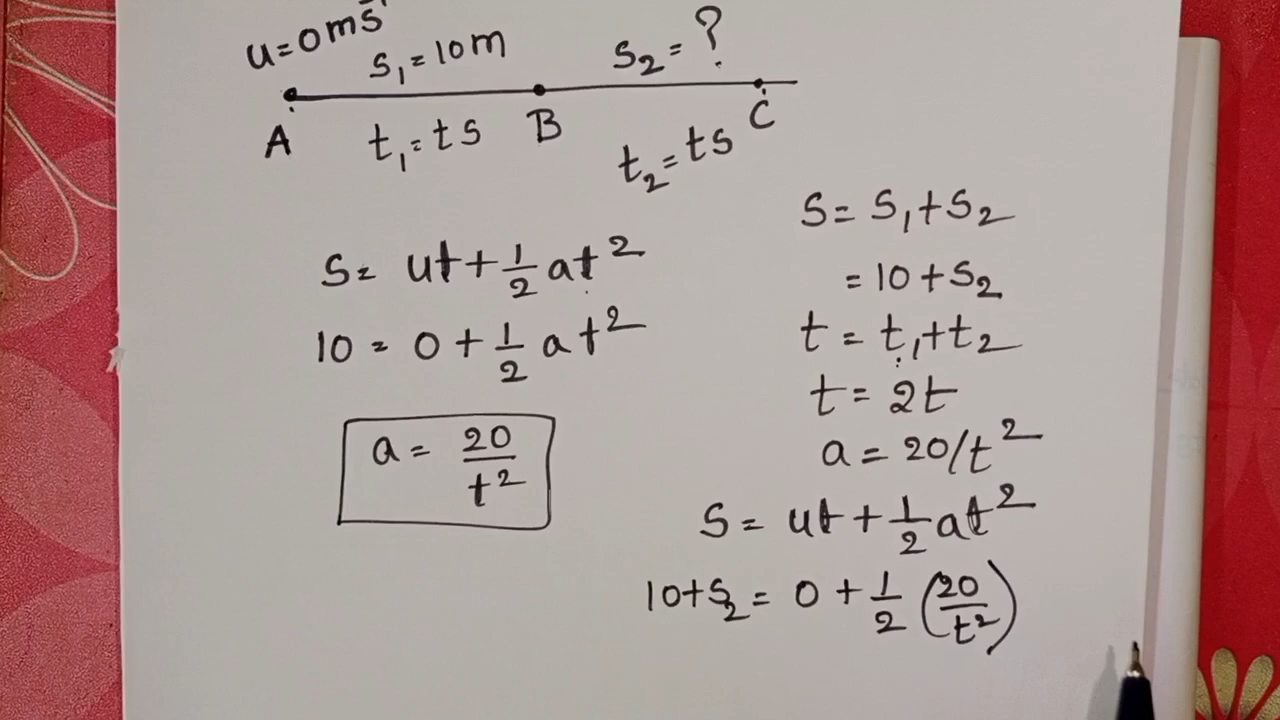 u=0ms⁻
s₁=10m
s₂=?
A
t₁=ts
B
t₂=ts
C
s= ut+½at²
10=0+½at²
a=20/t²
s=s₁+s₂
=10+s₂
t=t₁+t₂
t=2t
a=20/t²
s=ut+½at²
10+s₂=0+½(20/t²)